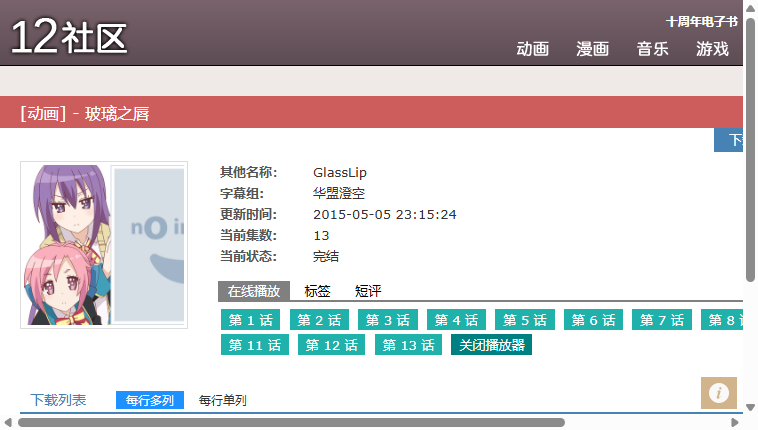 12社区
十周年电子书
动画 漫画 音乐 游戏
[动画] - 玻璃之唇
其他名称: GlassLip
字幕组: 华盟澄空
更新时间: 2015-05-05 23:15:24
当前集数: 13
当前状态: 完结
在线播放 标签 短评
第 1 话 第 2 话 第 3 话 第 4 话 第 5 话 第 6 话 第 7 话 第 8
第 11 话 第 12 话 第 13 话 关闭播放器
下载列表 每行多列 每行单列